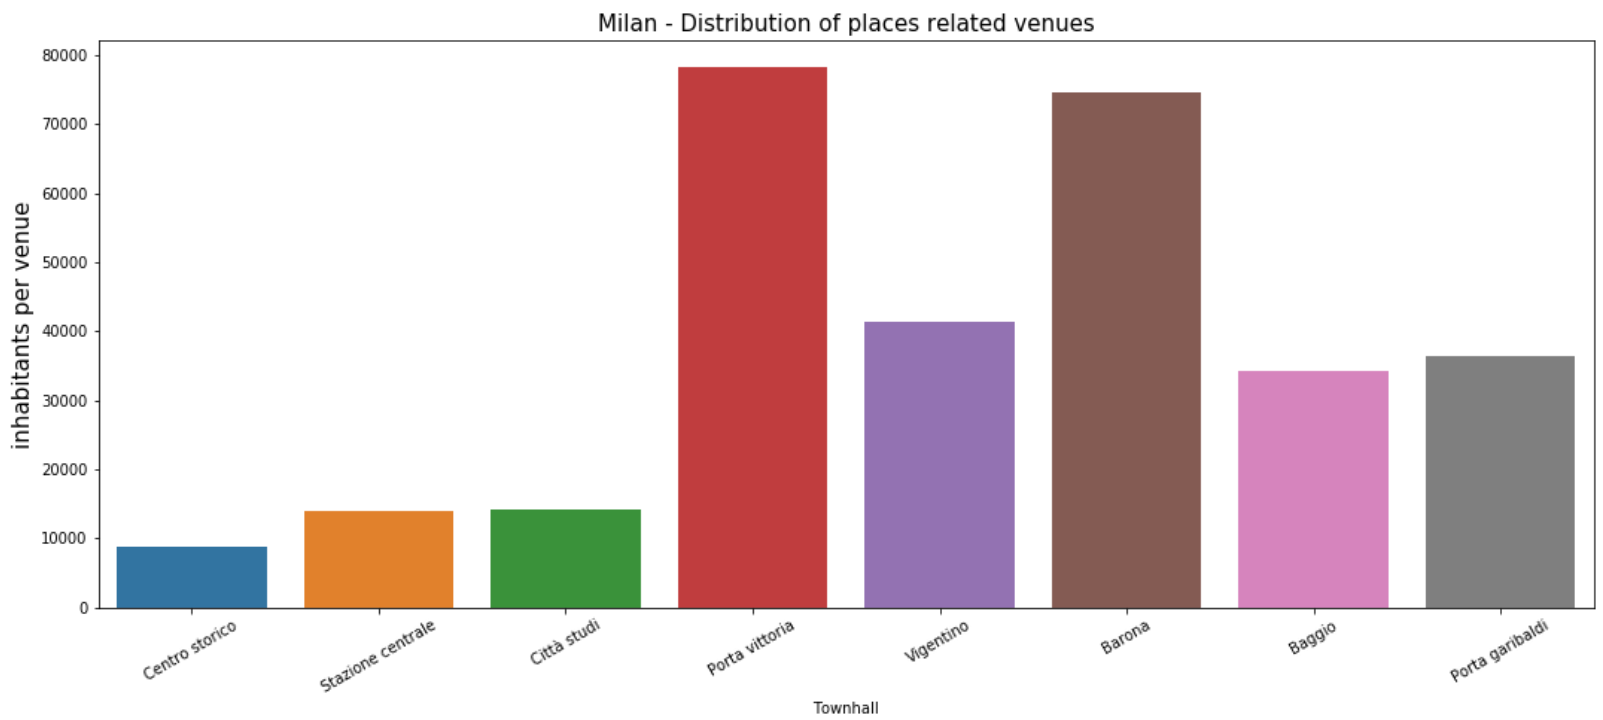 Milan - Distribution of places related venues
inhabitants per venue
80000
70000
60000
50000
40000
30000
20000
10000
0
Centro storico
Stazione centrale
Città studi
Porta vittoria
Vigentino
Barona
Baggio
Porta garibaldi
Townhall